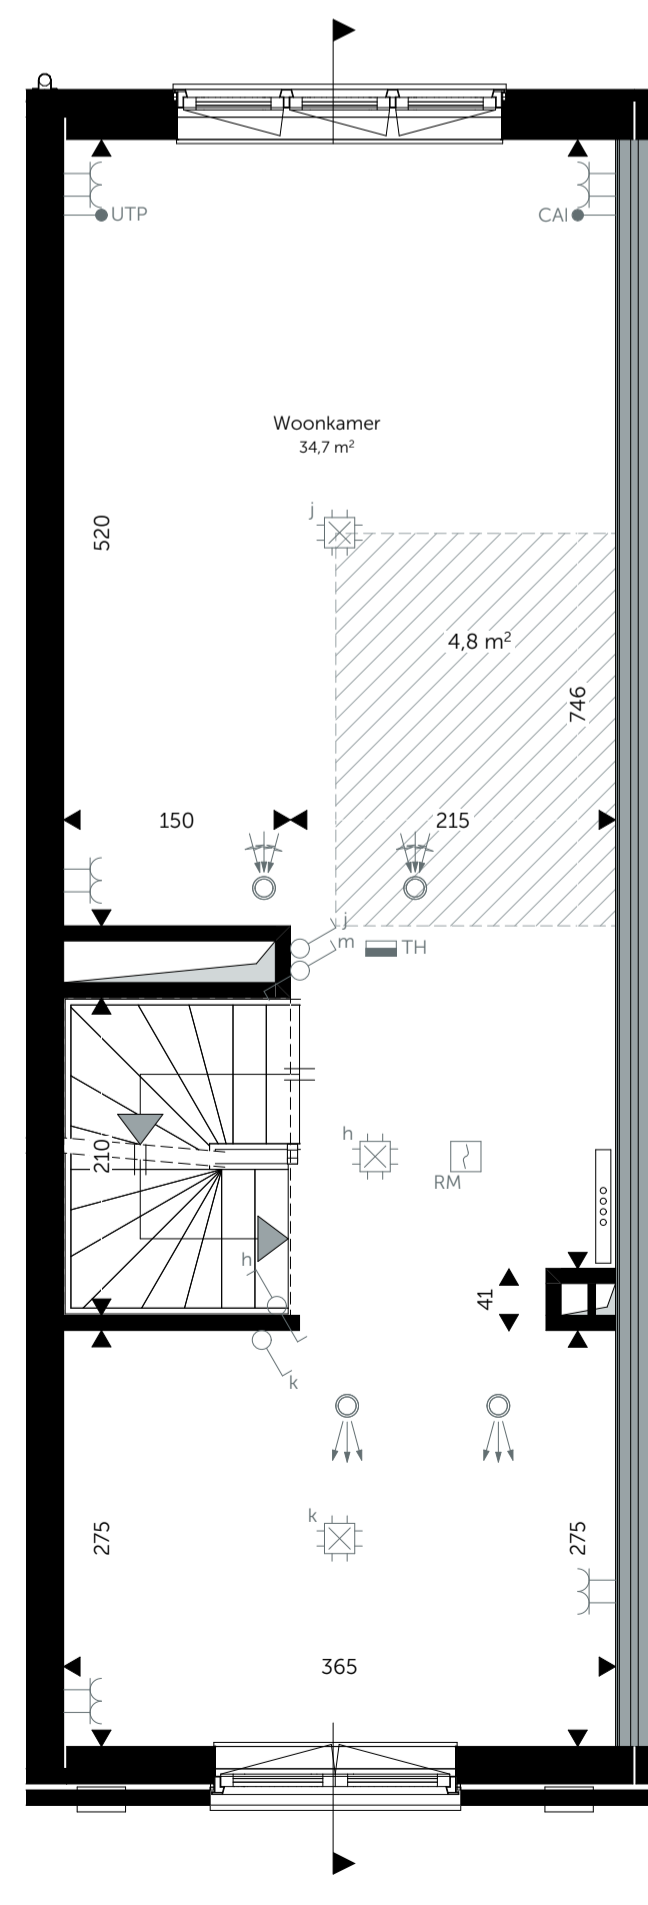 UTP
CAI
Woonkamer
34,7 m²
j
520
4,8 m²
746
150
215
j
m
TH
h
210
RM
h
41
k
k
275
275
365